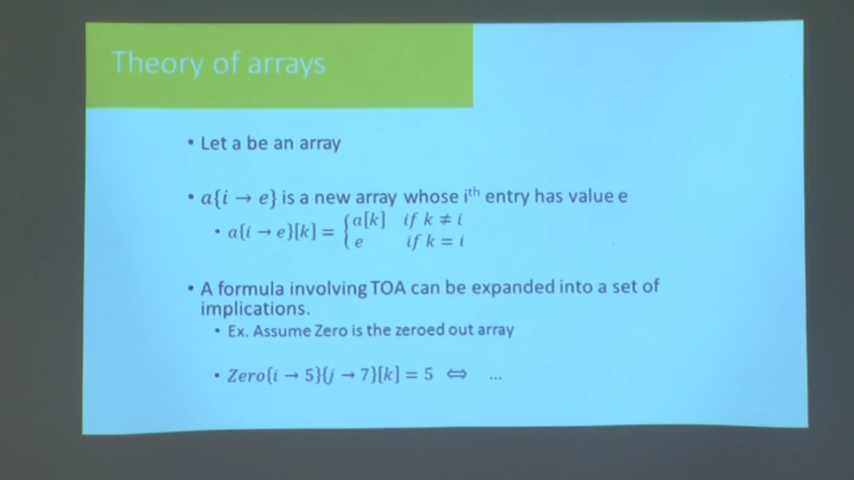 Theory of arrays
• Let a be an array
• a{i → e} is a new array whose iᵗʰ entry has value e
• a{i → e}[k] = { a[k] if k ≠ i
e if k = i
• A formula involving TOA can be expanded into a set of
implications.
• Ex. Assume Zero is the zeroed out array
• Zero{i → 5}{j → 7}[k] = 5 ⇔ ...